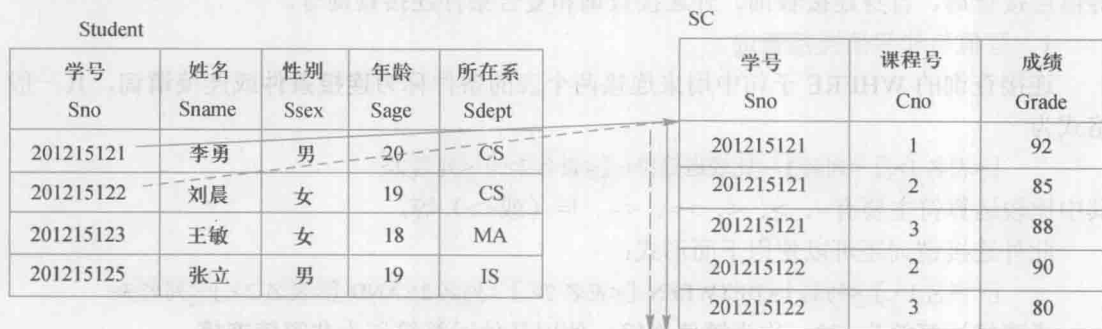 Student
学号 姓名 性别 年龄 所在系
Sno Sname Ssex Sage Sdept
201215121 李勇 男 20 CS
201215122 刘晨 女 19 CS
201215123 王敏 女 18 MA
201215125 张立 男 19 IS
SC
学号 课程号 成绩
Sno Cno Grade
201215121 1 92
201215121 2 85
201215121 3 88
201215122 2 90
201215122 3 80